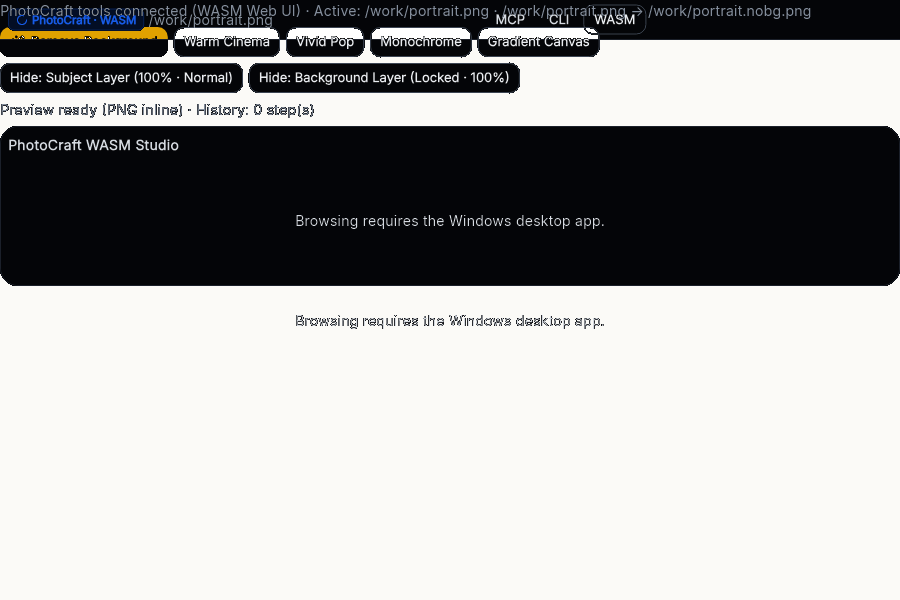 PhotoCraft tools connected (WASM Web UI) · Active: /work/portrait.png · /work/portrait.png → /work/portrait.nobg.png
PhotoCraft · WASM /work/portrait.png MCP CLI WASM
Remove Background Warm Cinema Vivid Pop Monochrome Gradient Canvas
Hide: Subject Layer (100% · Normal) Hide: Background Layer (Locked · 100%)
Preview ready (PNG inline) · History: 0 step(s)
PhotoCraft WASM Studio
Browsing requires the Windows desktop app.
Browsing requires the Windows desktop app.